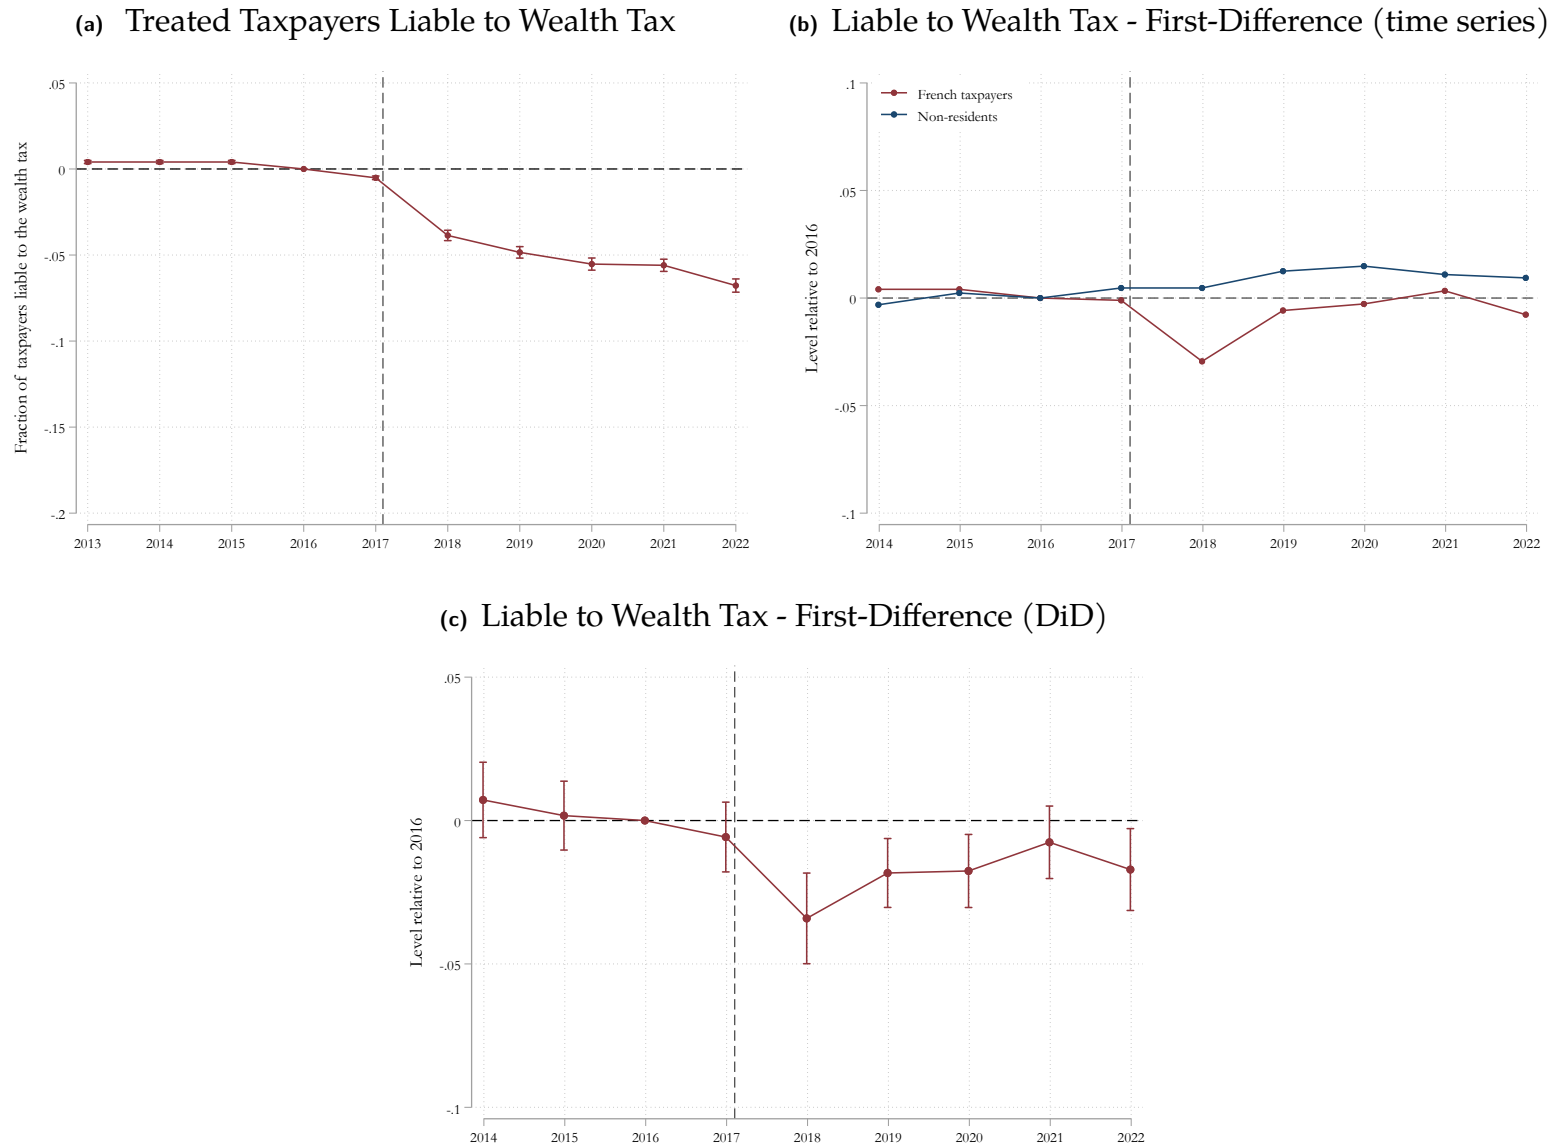 (a) Treated Taxpayers Liable to Wealth Tax
Fraction of taxpayers liable to the wealth tax
.05
0
-.05
-.1
-.15
-.2
2013 2014 2015 2016 2017 2018 2019 2020 2021 2022
(b) Liable to Wealth Tax - First-Difference (time series)
French taxpayers
Non-residents
Level relative to 2016
.1
.05
0
-.05
-.1
2014 2015 2016 2017 2018 2019 2020 2021 2022
(c) Liable to Wealth Tax - First-Difference (DiD)
Level relative to 2016
.05
0
-.05
-.1
2014 2015 2016 2017 2018 2019 2020 2021 2022